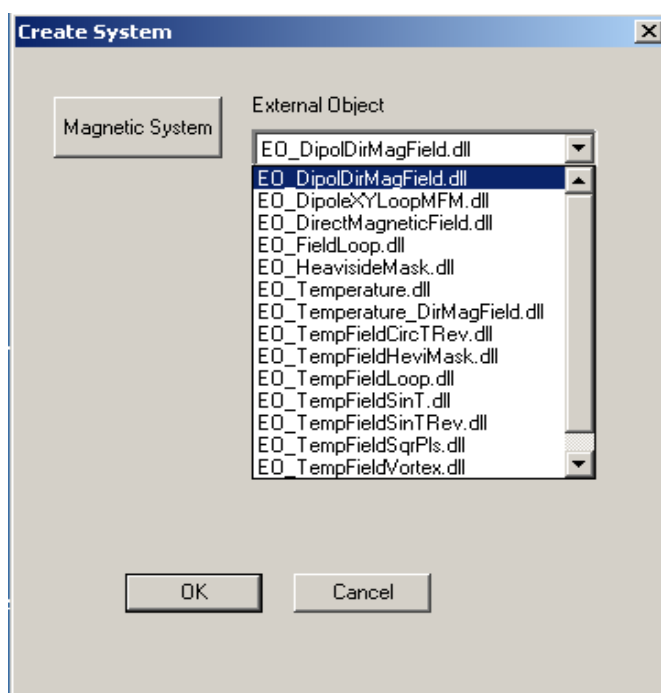 Create System
Magnetic System
External Object
EO_DipolDirMagField.dll
EO_DipolDirMagField.dll
EO_DipoleXYLoopMFM.dll
EO_DirectMagneticField.dll
EO_FieldLoop.dll
EO_HeavisideMask.dll
EO_Temperature.dll
EO_Temperature_DirMagField.dll
EO_TempFieldCircTRev.dll
EO_TempFieldHeviMask.dll
EO_TempFieldLoop.dll
EO_TempFieldSinT.dll
EO_TempFieldSinTRev.dll
EO_TempFieldSqrPls.dll
EO_TempFieldVortex.dll
OK
Cancel